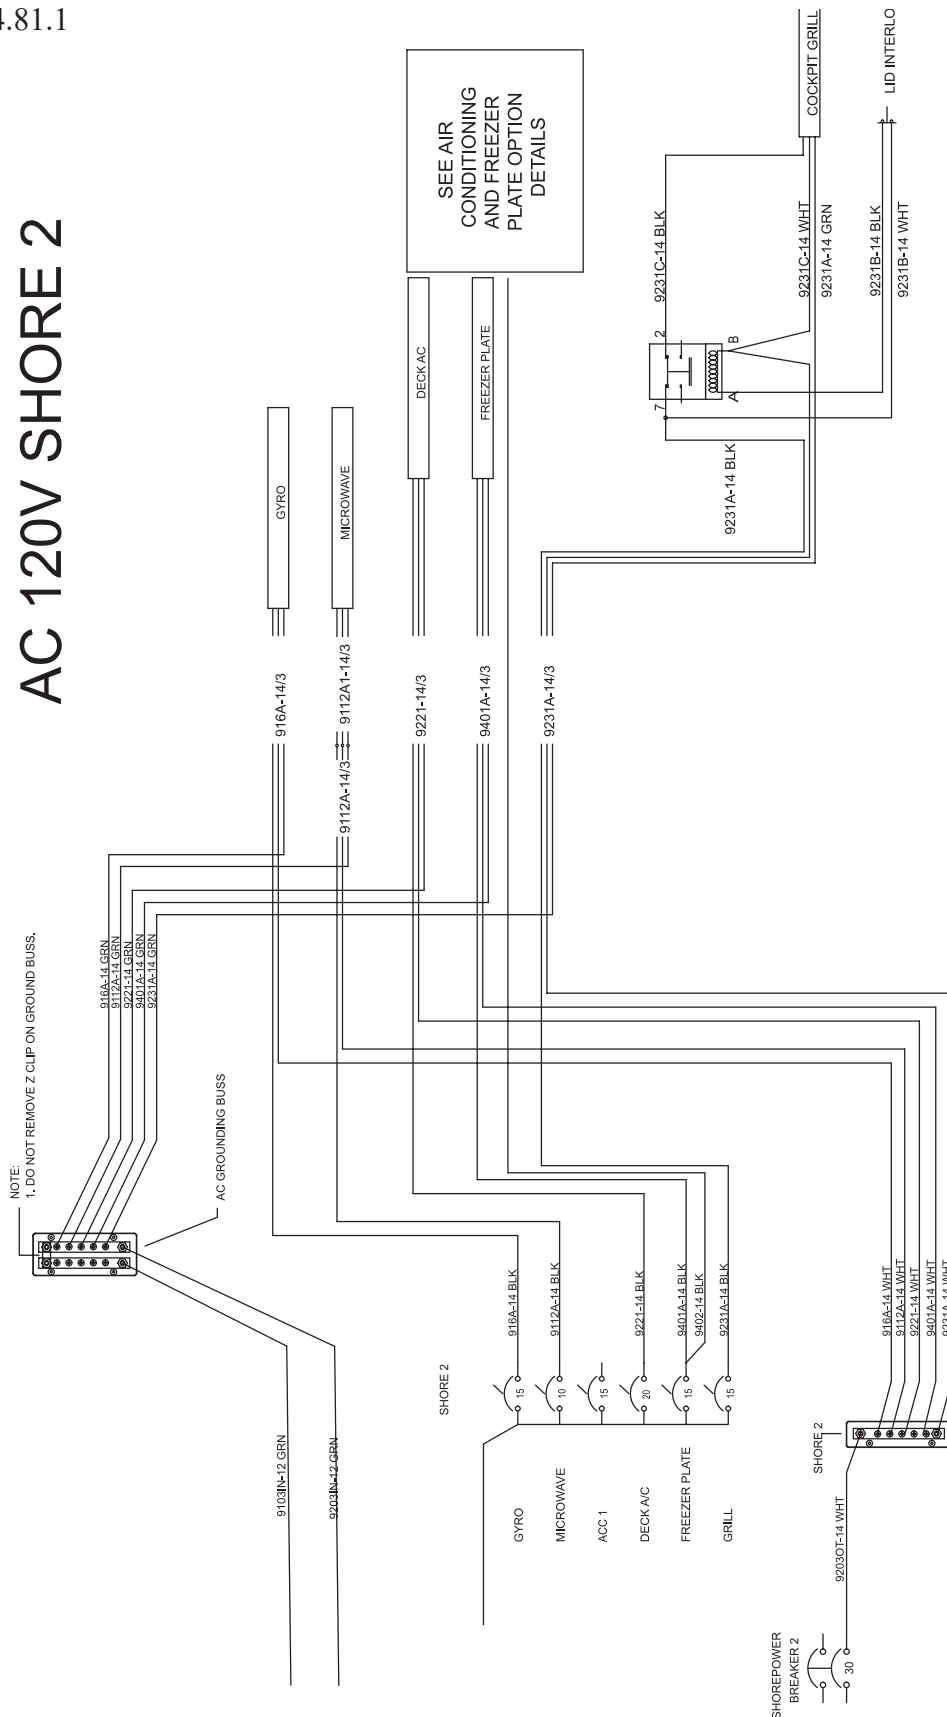 4.81.1
AC 120V SHORE 2
SEE AIR
CONDITIONING
AND FREEZER
PLATE OPTION
DETAILS
COCKPIT GRILL
LID INTERLO
9231C-14 BLK
9231C-14 WHT
9231A-14 GRN
9231B-14 BLK
9231B-14 WHT
2
7
B
A
9231A-14 BLK
GYRO
MICROWAVE
DECK AC
FREEZER PLATE
916A-14/3
9112A1-14/3
9112A-14/3
9221-14/3
9401A-14/3
9231A-14/3
NOTE:
1. DO NOT REMOVE Z CLIP ON GROUND BUSS.
916A-14 GRN
9112A-14 GRN
9221-14 GRN
9401A-14 GRN
9231A-14 GRN
AC GROUNDING BUSS
9103IN-12 GRN
9203IN-12 GRN
SHORE 2
916A-14 BLK
9112A-14 BLK
9221-14 BLK
9401A-14 BLK
9402-14 BLK
9231A-14 BLK
15
10
15
20
15
15
GYRO
MICROWAVE
ACC 1
DECK A/C
FREEZER PLATE
GRILL
916A-14 WHT
9112A-14 WHT
9221-14 WHT
9401A-14 WHT
9231A-14 WHT
SHORE 2
9203OT-14 WHT
SHOREPOWER
BREAKER 2
30